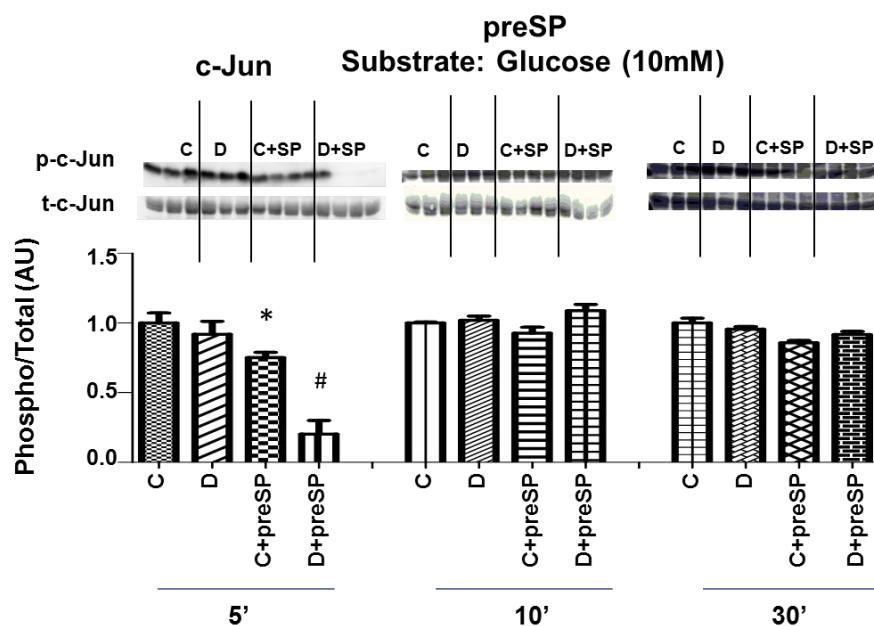 preSP
c-Jun
Substrate: Glucose (10mM)
C D C+SP D+SP
C D C+SP D+SP
C D C+SP D+SP
p-c-Jun
t-c-Jun
Phospho/Total (AU)
1.5
1.0
0.5
0.0
*
#
C D C+preSP D+preSP
C D C+preSP D+preSP
C D C+preSP D+preSP
5’ 10’ 30’